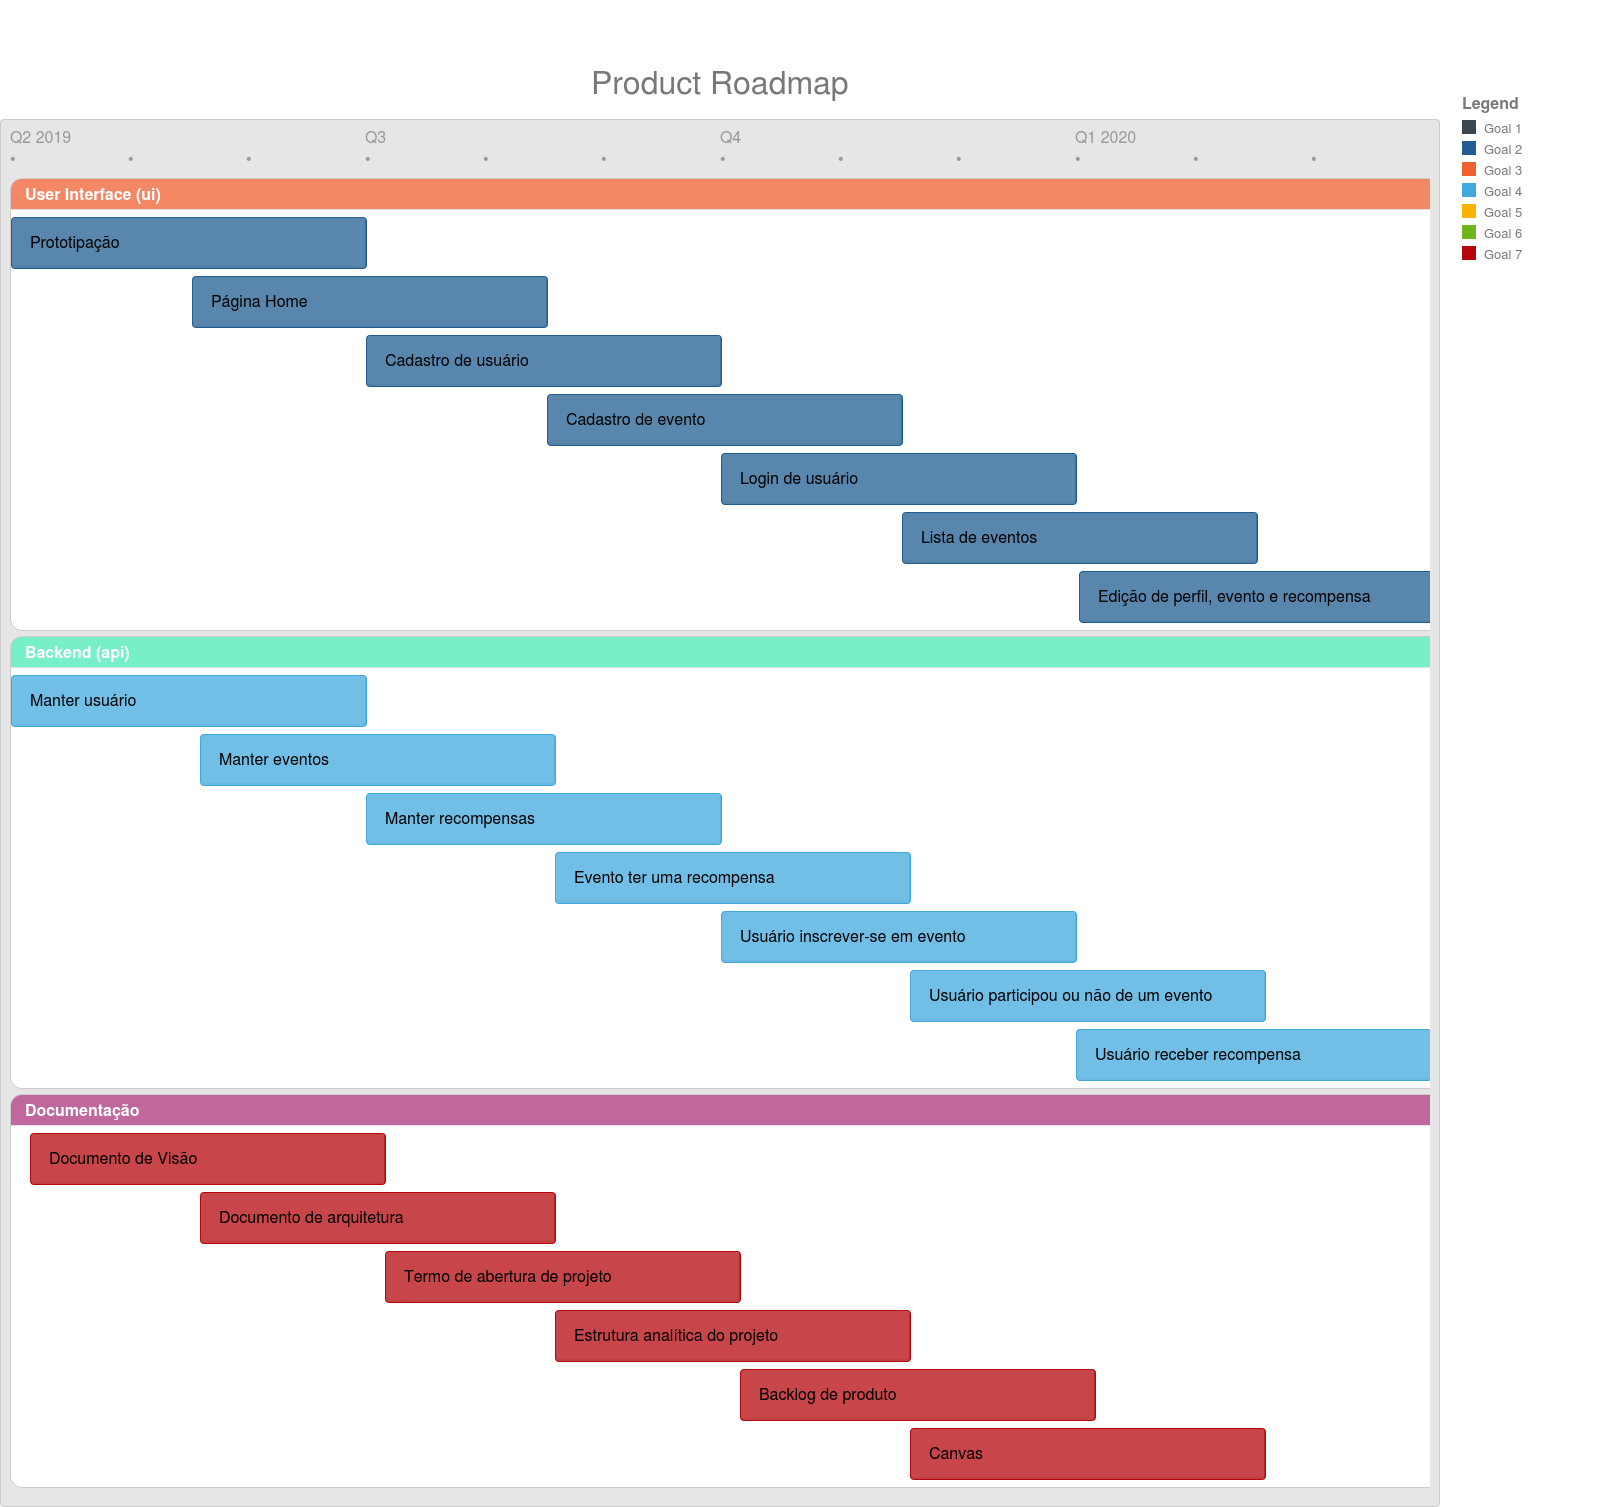 Product Roadmap
Legend
Goal 1
Goal 2
Goal 3
Goal 4
Goal 5
Goal 6
Goal 7
Q2 2019 Q3 Q4 Q1 2020
User Interface (ui)
Prototipação
Página Home
Cadastro de usuário
Cadastro de evento
Login de usuário
Lista de eventos
Edição de perfil, evento e recompensa
Backend (api)
Manter usuário
Manter eventos
Manter recompensas
Evento ter uma recompensa
Usuário inscrever-se em evento
Usuário participou ou não de um evento
Usuário receber recompensa
Documentação
Documento de Visão
Documento de arquitetura
Termo de abertura de projeto
Estrutura analítica do projeto
Backlog de produto
Canvas